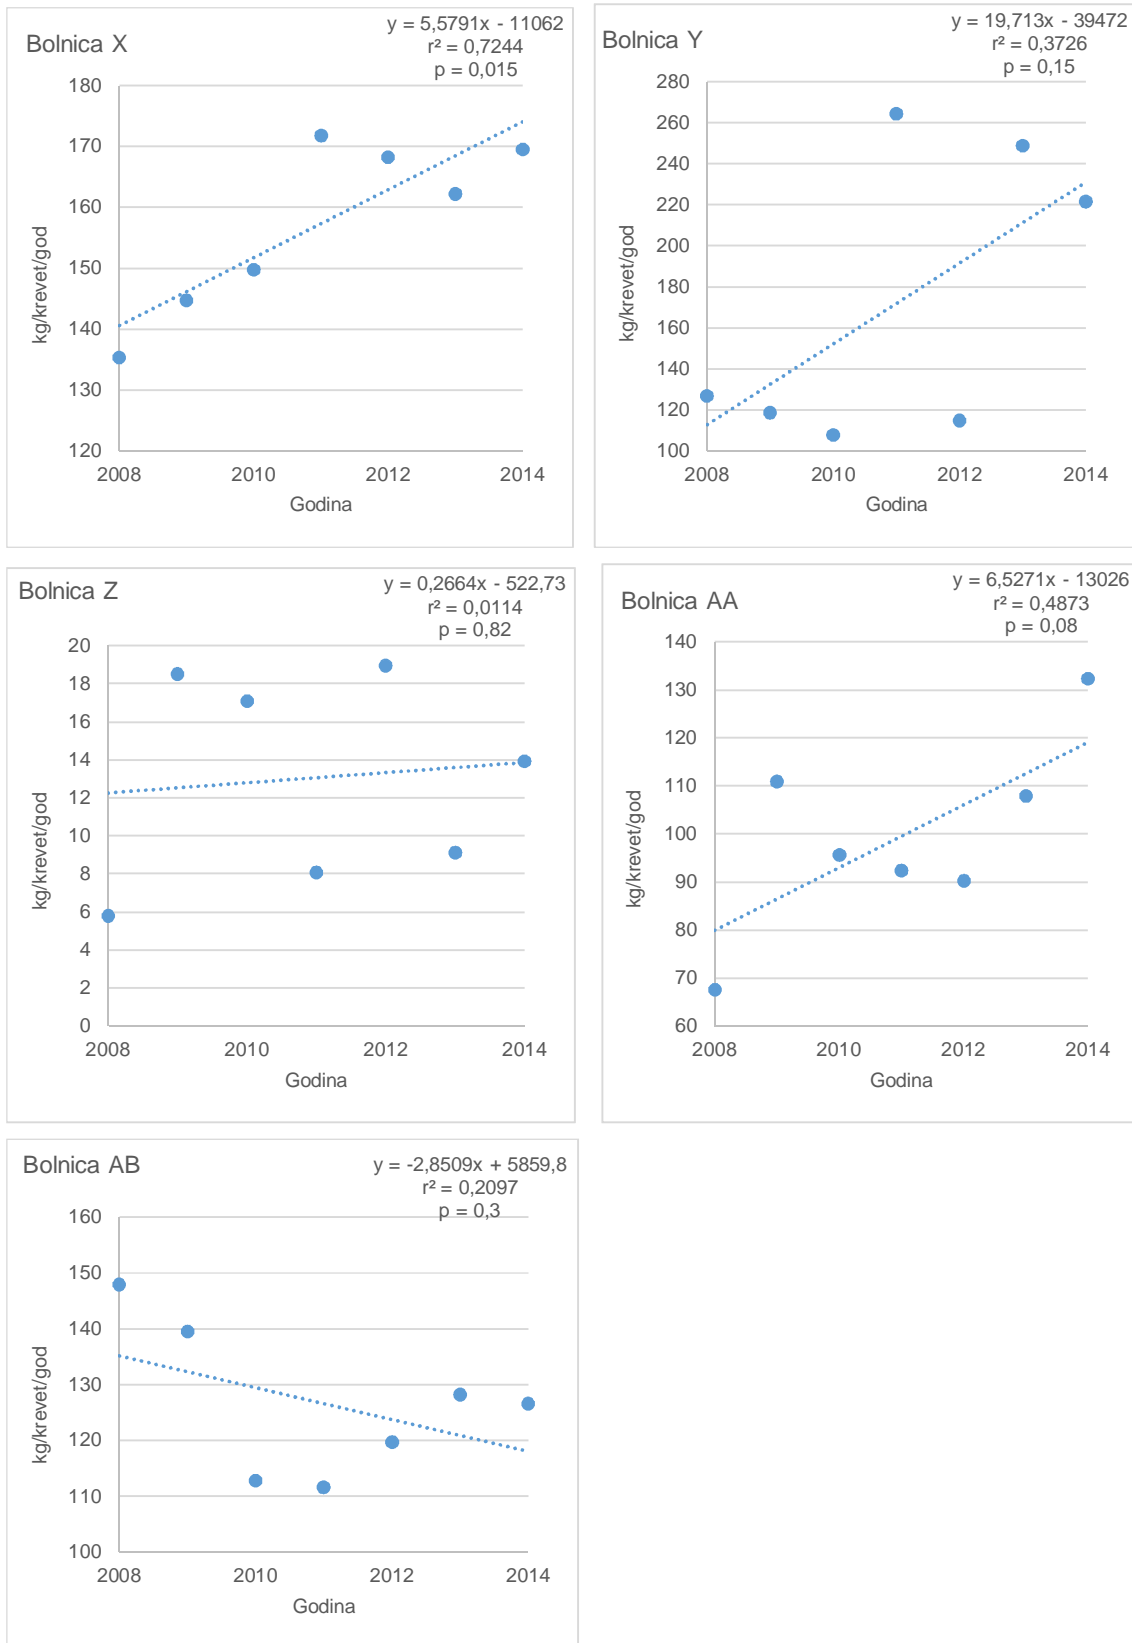 Bolnica X
y = 5,5791x - 11062
r² = 0,7244
p = 0,015
180
170
160
150
140
130
120
kg/krevet/god
2008 2010 2012 2014
Godina
Bolnica Y
y = 19,713x - 39472
r² = 0,3726
p = 0,15
280
260
240
220
200
180
160
140
120
100
kg/krevet/god
2008 2010 2012 2014
Godina
Bolnica Z
y = 0,2664x - 522,73
r² = 0,0114
p = 0,82
20
18
16
14
12
10
8
6
4
2
0
kg/krevet/god
2008 2010 2012 2014
Godina
Bolnica AA
y = 6,5271x - 13026
r² = 0,4873
p = 0,08
140
130
120
110
100
90
80
70
60
kg/krevet/god
2008 2010 2012 2014
Godina
Bolnica AB
y = -2,8509x + 5859,8
r² = 0,2097
p = 0,3
160
150
140
130
120
110
100
kg/krevet/god
2008 2010 2012 2014
Godina